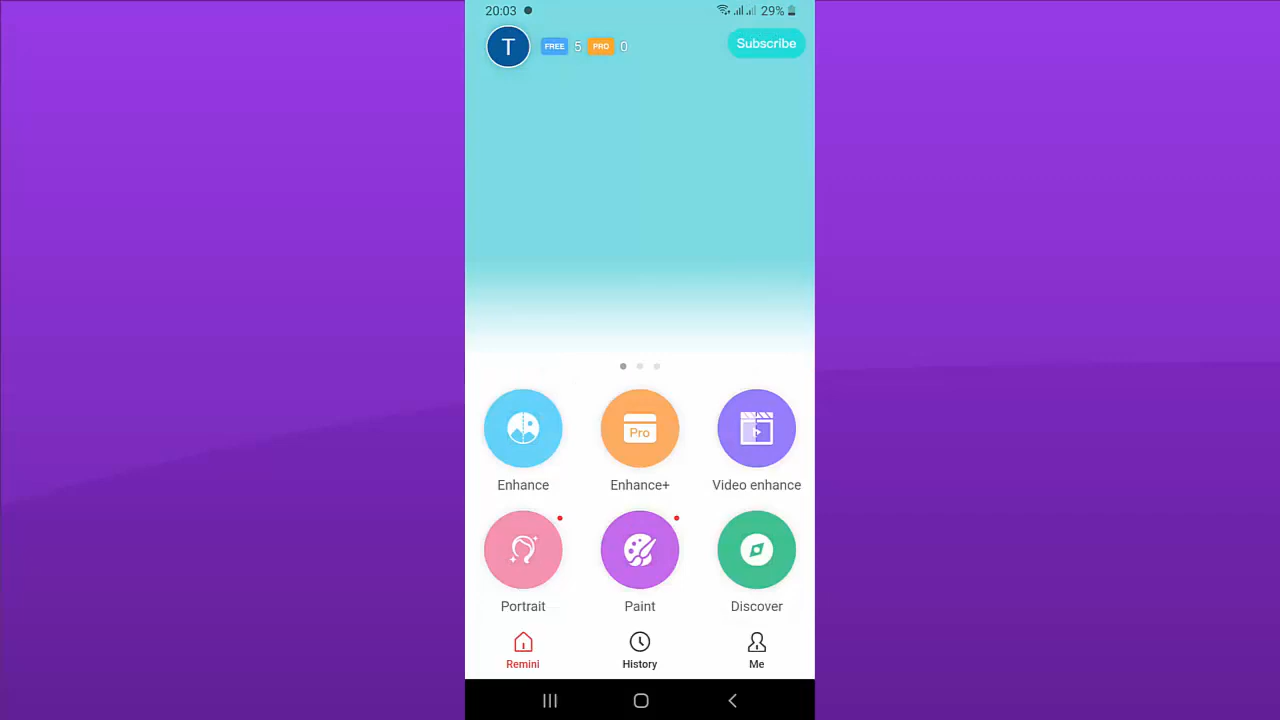 20:03 29%
T FREE 5 PRO 0 Subscribe
Pro
Enhance Enhance+ Video enhance
Portrait Paint Discover
Remini History Me